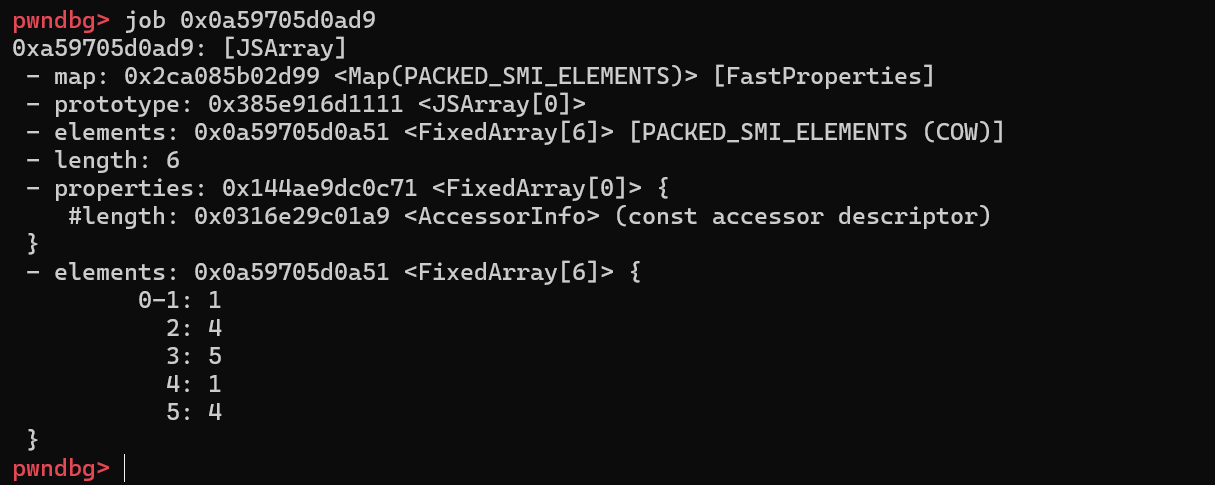 pwndbg> job 0x0a59705d0ad9
0xa59705d0ad9: [JSArray]
 - map: 0x2ca085b02d99 <Map(PACKED_SMI_ELEMENTS)> [FastProperties]
 - prototype: 0x385e916d1111 <JSArray[0]>
 - elements: 0x0a59705d0a51 <FixedArray[6]> [PACKED_SMI_ELEMENTS (COW)]
 - length: 6
 - properties: 0x144ae9dc0c71 <FixedArray[0]> {
    #length: 0x0316e29c01a9 <AccessorInfo> (const accessor descriptor)
 }
 - elements: 0x0a59705d0a51 <FixedArray[6]> {
         0-1: 1
           2: 4
           3: 5
           4: 1
           5: 4
 }
pwndbg>